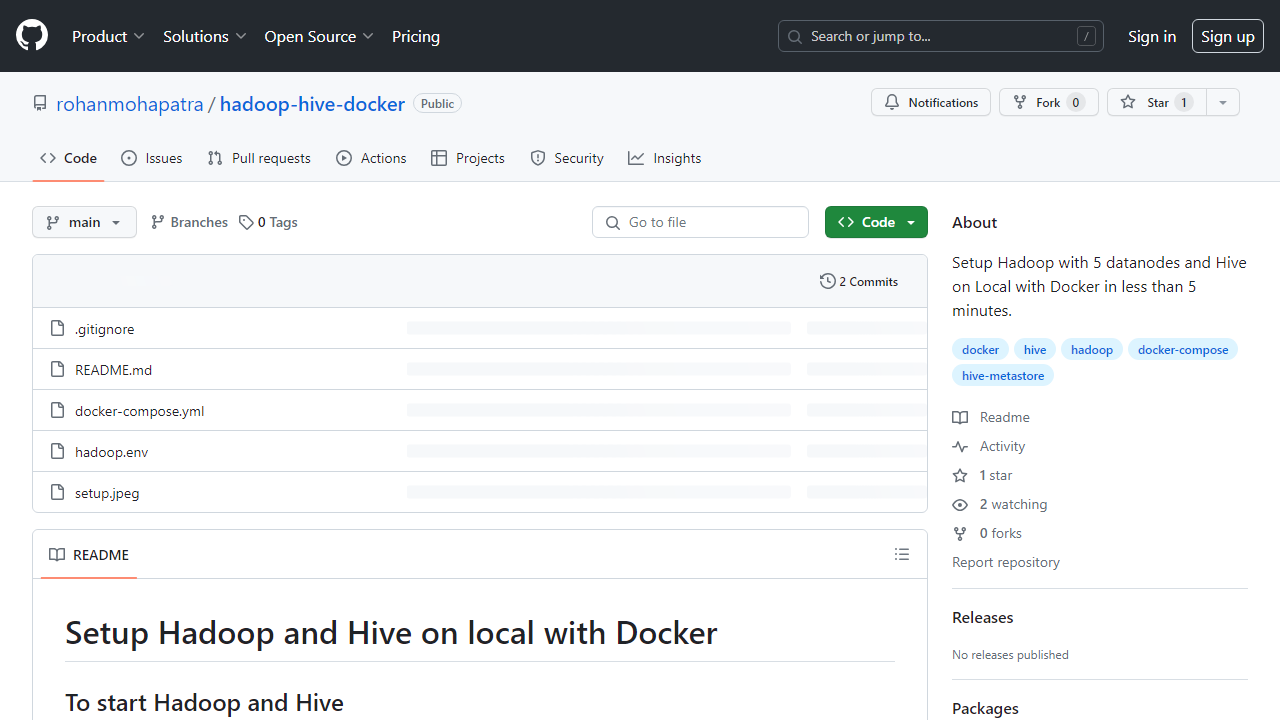 Product Solutions Open Source Pricing Search or jump to... / Sign in Sign up
rohanmohapatra / hadoop-hive-docker Public Notifications Fork 0 Star 1
Code Issues Pull requests Actions Projects Security Insights
main Branches 0 Tags Go to file Code
2 Commits
.gitignore
README.md
docker-compose.yml
hadoop.env
setup.jpeg
README
Setup Hadoop and Hive on local with Docker
To start Hadoop and Hive
About
Setup Hadoop with 5 datanodes and Hive
on Local with Docker in less than 5
minutes.
docker hive hadoop docker-compose
hive-metastore
Readme
Activity
1 star
2 watching
0 forks
Report repository
Releases
No releases published
Packages